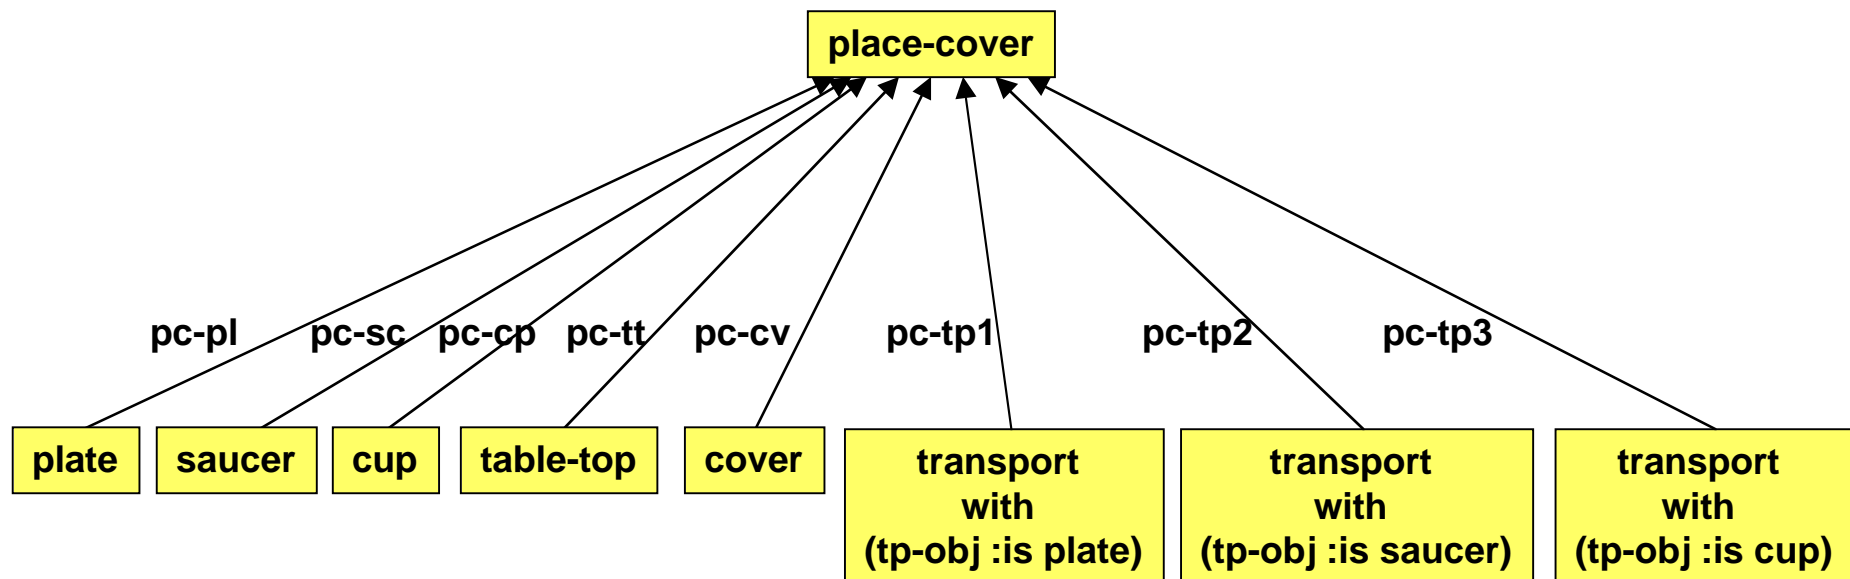 place-cover
pc-pl
pc-sc
pc-cp
pc-tt
pc-cv
pc-tp1
pc-tp2
pc-tp3
plate
saucer
cup
table-top
cover
transport
with
(tp-obj :is plate)
transport
with
(tp-obj :is saucer)
transport
with
(tp-obj :is cup)